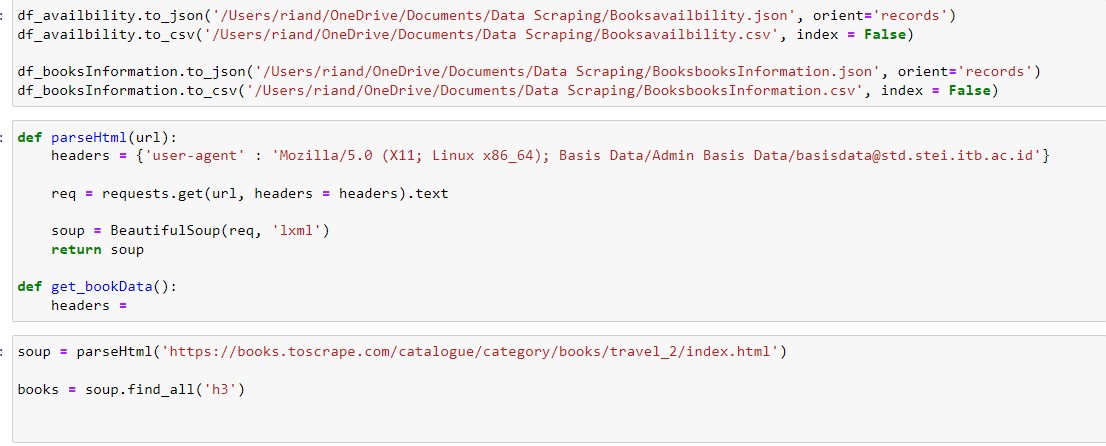 df_availbility.to_json('/Users/riand/OneDrive/Documents/Data Scraping/Booksavailbility.json', orient='records')
df_availbility.to_csv('/Users/riand/OneDrive/Documents/Data Scraping/Booksavailbility.csv', index = False)
df_booksInformation.to_json('/Users/riand/OneDrive/Documents/Data Scraping/BooksbooksInformation.json', orient='records')
df_booksInformation.to_csv('/Users/riand/OneDrive/Documents/Data Scraping/BooksbooksInformation.csv', index = False)
def parseHtml(url):
    headers = {'user-agent' : 'Mozilla/5.0 (X11; Linux x86_64); Basis Data/Admin Basis Data/basisdata@std.stei.itb.ac.id'}
    req = requests.get(url, headers = headers).text
    soup = BeautifulSoup(req, 'lxml')
    return soup
def get_bookData():
    headers =
soup = parseHtml('https://books.toscrape.com/catalogue/category/books/travel_2/index.html')
books = soup.find_all('h3')